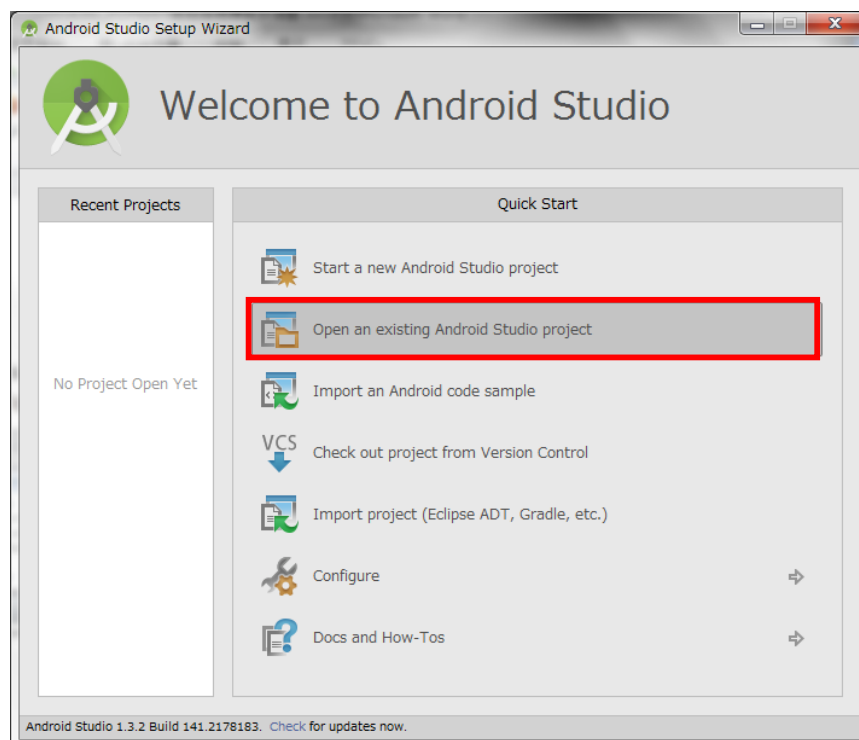 Android Studio Setup Wizard
Welcome to Android Studio
Recent Projects
No Project Open Yet
Quick Start
Start a new Android Studio project
Open an existing Android Studio project
Import an Android code sample
VCS
Check out project from Version Control
Import project (Eclipse ADT, Gradle, etc.)
Configure
Docs and How-Tos
Android Studio 1.3.2 Build 141.2178183. Check for updates now.